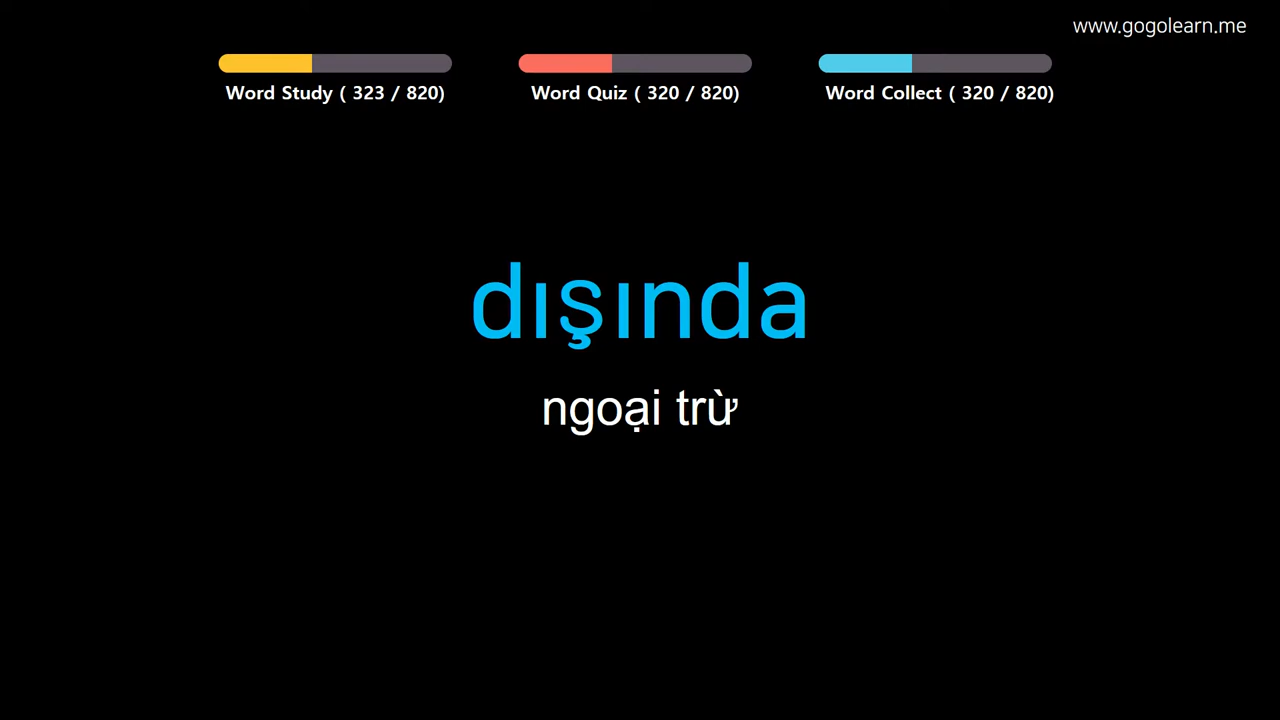 www.gogolearn.me
Word Study ( 323 / 820)
Word Quiz ( 320 / 820)
Word Collect ( 320 / 820)
dışında
ngoại trừ